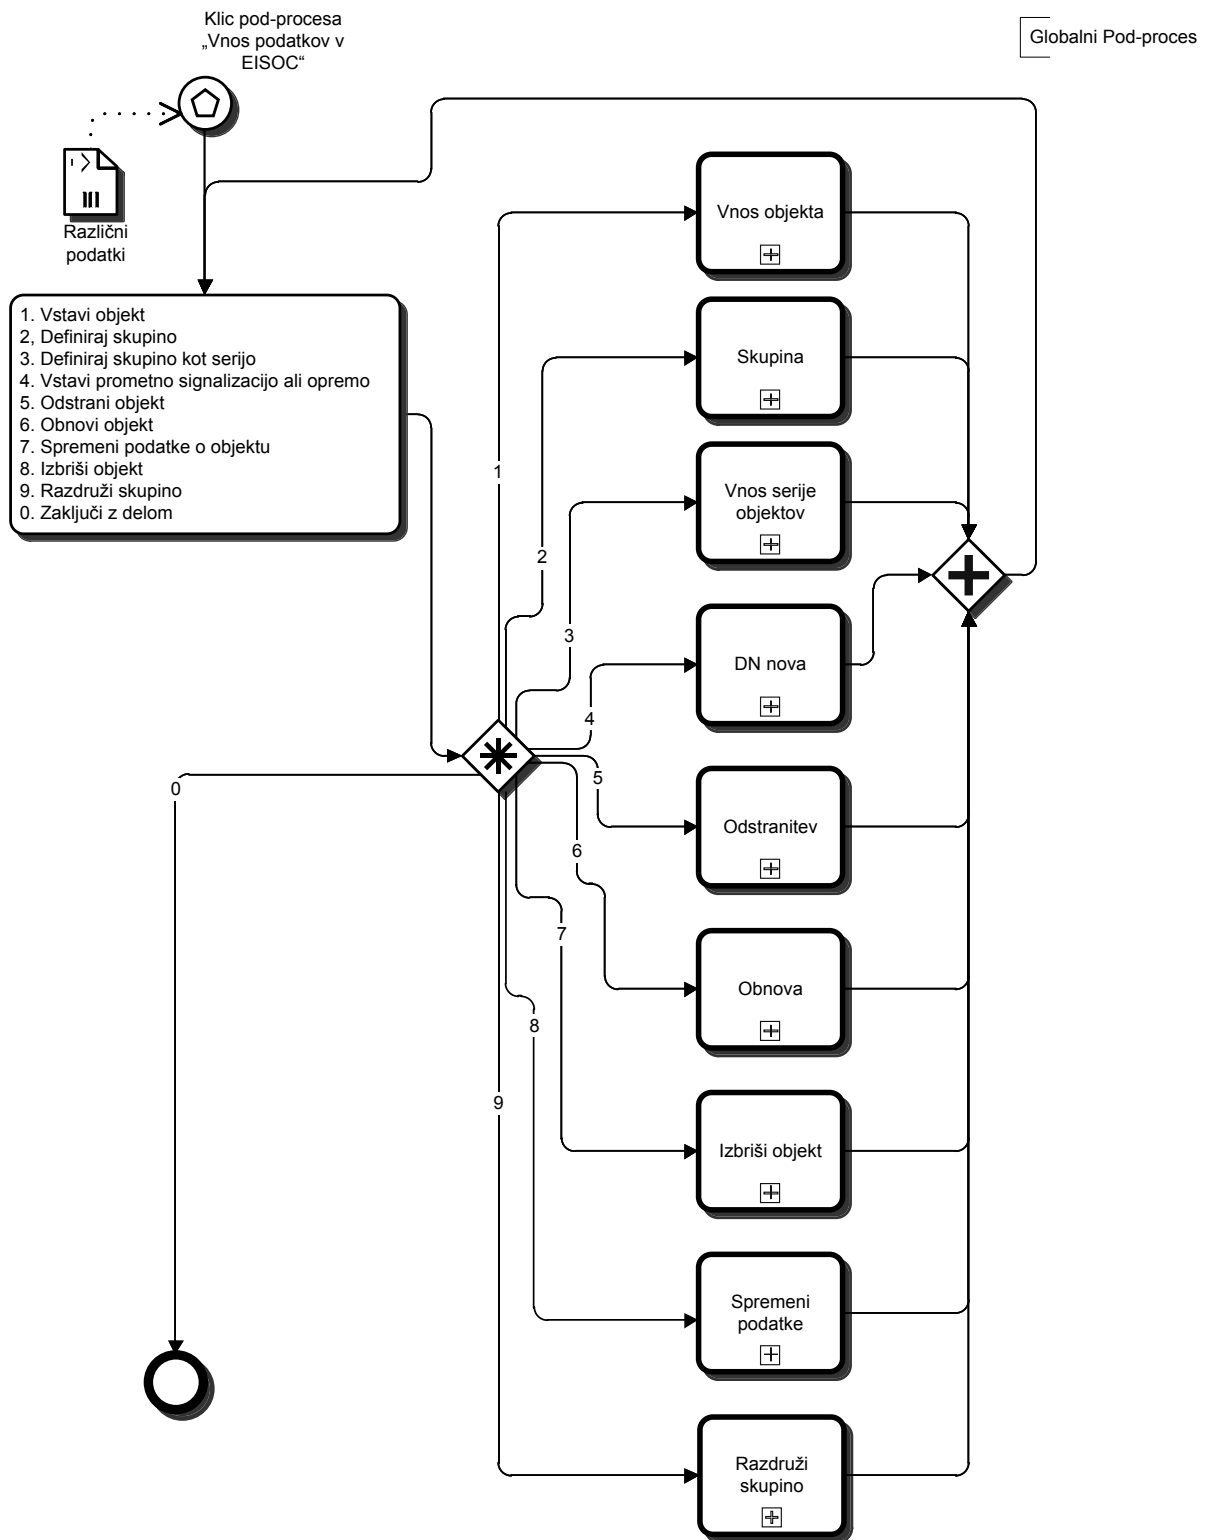 Klic pod-procesa
„Vnos podatkov v
EISOC“
Globalni Pod-proces
Različni
podatki
1. Vstavi objekt
2, Definiraj skupino
3. Definiraj skupino kot serijo
4. Vstavi prometno signalizacijo ali opremo
5. Odstrani objekt
6. Obnovi objekt
7. Spremeni podatke o objektu
8. Izbriši objekt
9. Razdruži skupino
0. Zaključi z delom
Vnos objekta
Skupina
Vnos serije
objektov
DN nova
Odstranitev
Obnova
Izbriši objekt
Spremeni
podatke
Razdruži
skupino
1
2
3
4
5
6
7
8
9
0